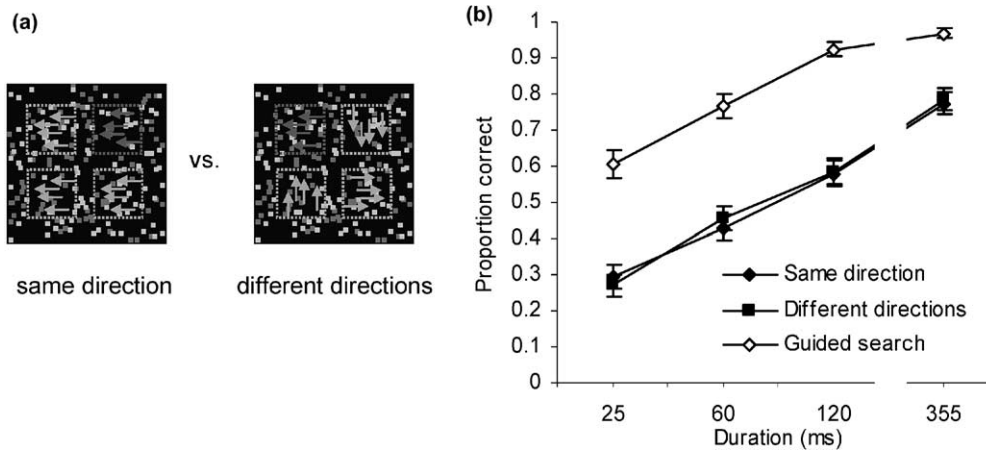 (a)
vs.
same direction
different directions
(b)
Proportion correct
1
0.9
0.8
0.7
0.6
0.5
0.4
0.3
0.2
0.1
0
Same direction
Different directions
Guided search
25 60 120 355
Duration (ms)